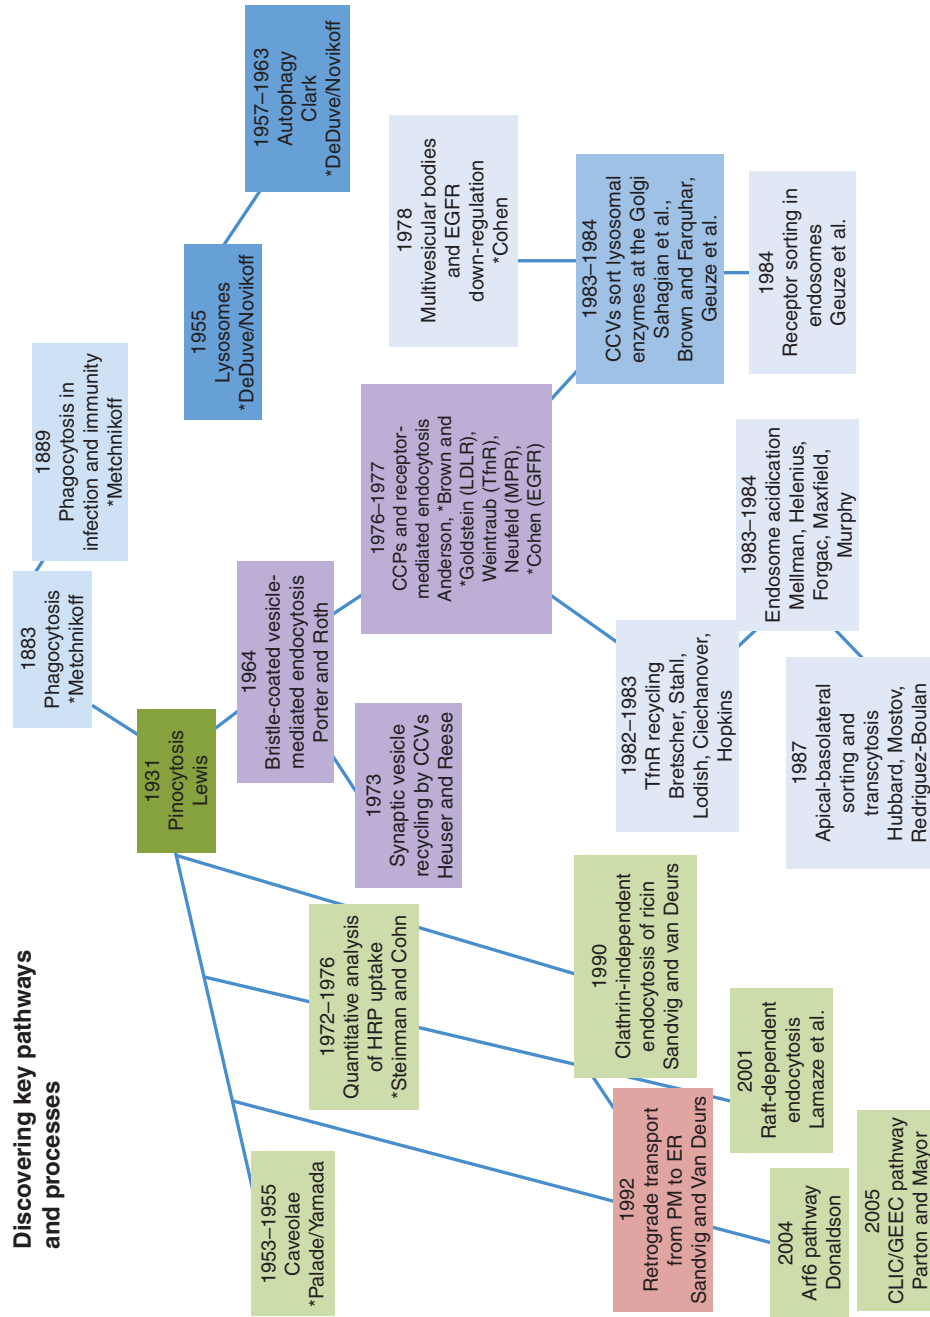 Discovering key pathways
and processes
1883
Phagocytosis
*Metchnikoff
1889
Phagocytosis in
infection and immunity
*Metchnikoff
1931
Pinocytosis
Lewis
1955
Lysosomes
*DeDuve/Novikoff
1957–1963
Autophagy
Clark
*DeDuve/Novikoff
1953–1955
Caveolae
*Palade/Yamada
1964
Bristle-coated vesicle-
mediated endocytosis
Porter and Roth
1972–1976
Quantitative analysis
of HRP uptake
*Steinman and Cohn
1973
Synaptic vesicle
recycling by CCVs
Heuser and Reese
1976–1977
CCPs and receptor-
mediated endocytosis
Anderson, *Brown and
*Goldstein (LDLR),
Weintraub (TfnR),
Neufeld (MPR),
*Cohen (EGFR)
1978
Multivesicular bodies
and EGFR
down-regulation
*Cohen
1983–1984
CCVs sort lysosomal
enzymes at the Golgi
Sahagian et al.,
Brown and Farquhar,
Geuze et al.
1984
Receptor sorting in
endosomes
Geuze et al.
1982–1983
TfnR recycling
Bretscher, Stahl,
Lodish, Ciechanover,
Hopkins
1983–1984
Endosome acidication
Mellman, Helenius,
Forgac, Maxfield,
Murphy
1987
Apical-basolateral
sorting and
transcytosis
Hubbard, Mostov,
Redriguez-Boulan
1990
Clathrin-independent
endocytosis of ricin
Sandvig and van Deurs
1992
Retrograde transport
from PM to ER
Sandvig and Van Deurs
2001
Raft-dependent
endocytosis
Lamaze et al.
2004
Arf6 pathway
Donaldson
2005
CLIC/GEEC pathway
Parton and Mayor